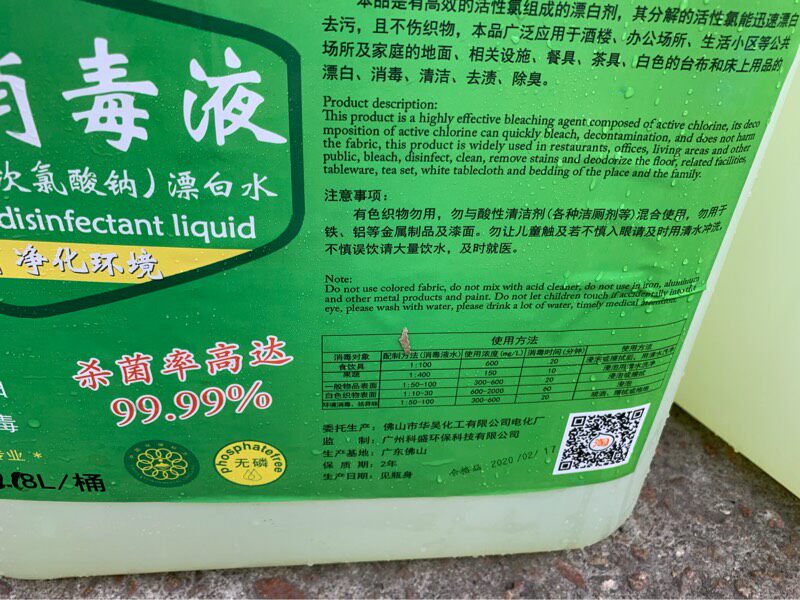 本品是有高效的活性氯组成的漂白剂，其分解的活性氯能迅速漂白
去污，且不伤织物，本品广泛应用于酒楼、办公场所、生活小区等公共
场所及家庭的地面、相关设施、餐具、茶具、白色的台布和床上用品的
漂白、消毒、清洁、去渍、除臭。
Product description:
This product is a highly effective bleaching agent composed of active chlorine, its deco
mposition of active chlorine can quickly bleach, decontamination, and does not harm
the fabric, this product is widely used in restaurants, offices, living areas and other
public, bleach, disinfect, clean, remove stains and deodorize the floor, related facilities,
tableware, tea set, white tablecloth and bedding of the place and the family.
注意事项：
有色织物勿用，勿与酸性清洁剂（各种洁厕剂等）混合使用，勿用于
铁、铝等金属制品及漆面。勿让儿童触及若不慎入眼请及时用清水冲洗，
不慎误饮请大量饮水，及时就医。
Note:
Do not use colored fabric, do not mix with acid cleaner, do not use in iron, aluminum
and other metal products and paint. Do not let children touch if accidentally into the
eye, please wash with water, please drink a lot of water, timely medical attention.
消毒液
次氯酸钠）漂白水
disinfectant liquid
净化环境
杀菌率高达
99.99%
毒
专业 *
8L/桶
phosphatefree
无磷
使用方法
消毒对象 配制方法（消毒液水） 使用浓度（mg/L） 消毒时间（分钟） 使用方法
食饮具 1:100 600 20
果蔬 1:400 150 10
一般物品表面 1:50-100 300-600 20
白色织物表面 1:10-30 600-2000 60 浸泡
环境消毒、 1:50-100 300-600 20
委托生产：佛山市华昊化工有限公司电化厂
监 制：广州科盛环保科技有限公司
生产基地：广东佛山
保 质 期：2年
生产日期：见瓶身
合格品 2020/02/17